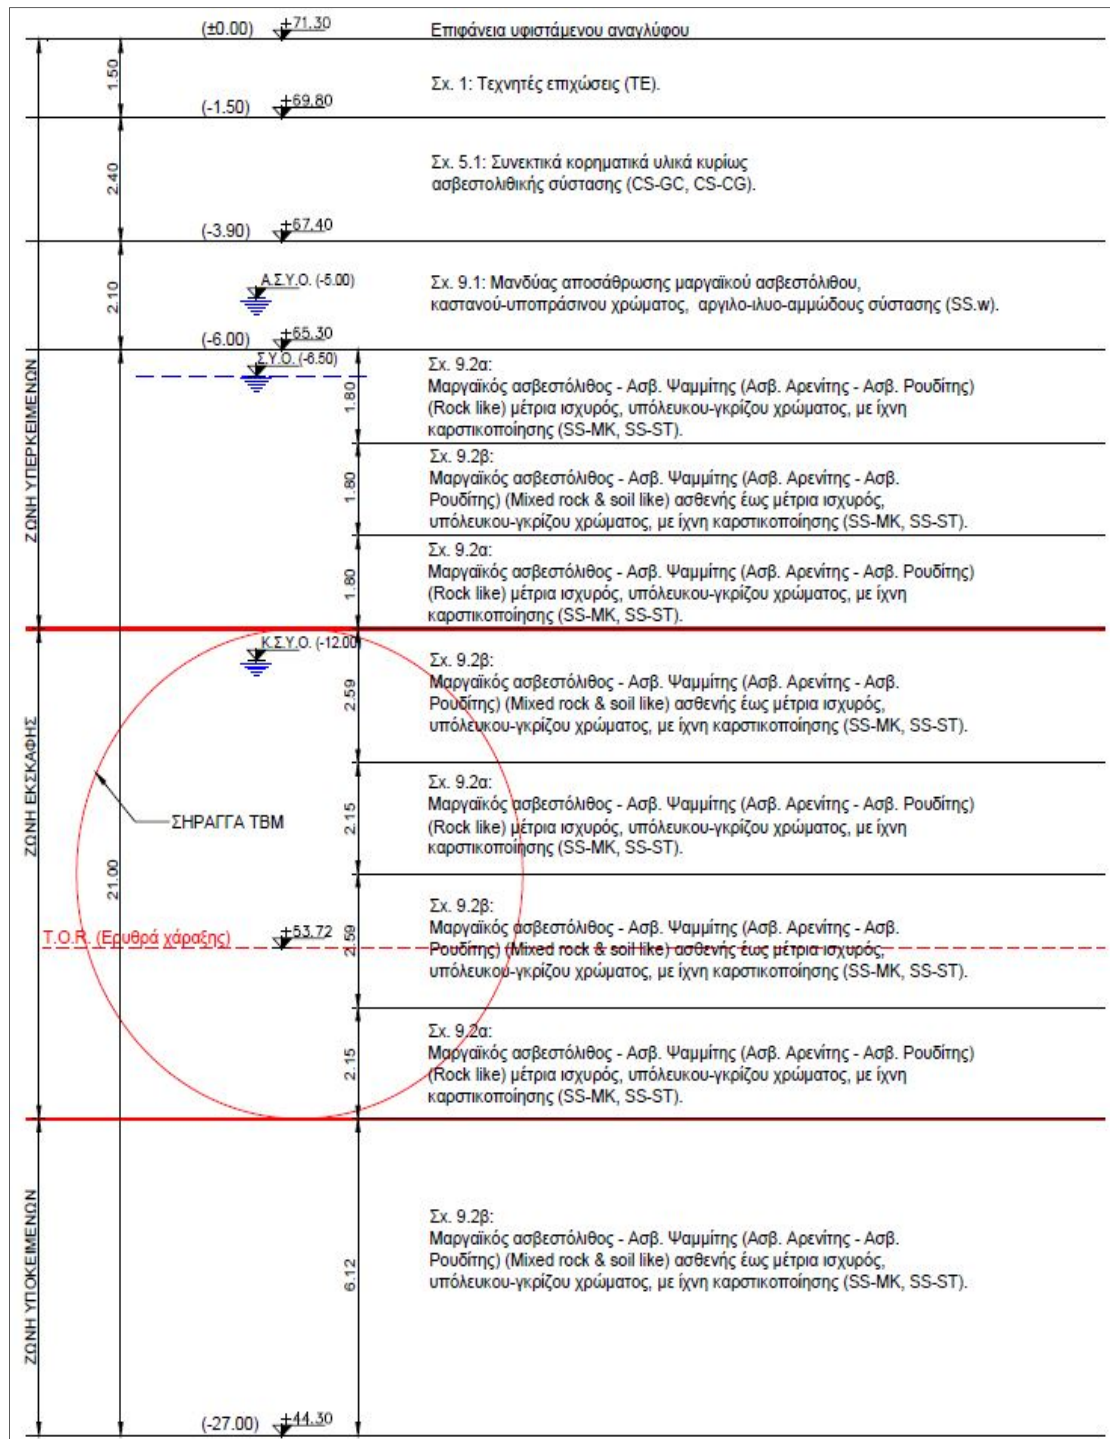 (±0.00) +71.30 Επιφάνεια υφιστάμενου αναγλύφου
1.50
Σχ. 1: Τεχνητές επιχώσεις (ΤΕ).
(-1.50) +69.80
2.40
Σχ. 5.1: Συνεκτικά κορηματικά υλικά κυρίως
ασβεστολιθικής σύστασης (CS-GC, CS-CG).
(-3.90) +67.40
2.10
Α.Σ.Υ.Ο. (-5.00)
Σχ. 9.1: Μανδύας αποσάθρωσης μαργαϊκού ασβεστόλιθου,
καστανού-υποπράσινου χρώματος, αργιλο-ιλυο-αμμώδους σύστασης (SS.w).
(-6.00) +65.30
Σ.Υ.Ο. (-6.50)
ΖΩΝΗ ΥΠΕΡΚΕΙΜΕΝΩΝ
1.80
Σχ. 9.2α:
Μαργαϊκός ασβεστόλιθος - Ασβ. Ψαμμίτης (Ασβ. Αρενίτης - Ασβ. Ρουδίτης)
(Rock like) μέτρια ισχυρός, υπόλευκου-γκρίζου χρώματος, με ίχνη
καρστικοποίησης (SS-MK, SS-ST).
1.80
Σχ. 9.2β:
Μαργαϊκός ασβεστόλιθος - Ασβ. Ψαμμίτης (Ασβ. Αρενίτης - Ασβ.
Ρουδίτης) (Mixed rock & soil like) ασθενής έως μέτρια ισχυρός,
υπόλευκου-γκρίζου χρώματος, με ίχνη καρστικοποίησης (SS-MK, SS-ST).
1.80
Σχ. 9.2α:
Μαργαϊκός ασβεστόλιθος - Ασβ. Ψαμμίτης (Ασβ. Αρενίτης - Ασβ. Ρουδίτης)
(Rock like) μέτρια ισχυρός, υπόλευκου-γκρίζου χρώματος, με ίχνη
καρστικοποίησης (SS-MK, SS-ST).
Κ.Σ.Υ.Ο. (-12.00)
ΖΩΝΗ ΕΚΣΚΑΦΗΣ
2.59
Σχ. 9.2β:
Μαργαϊκός ασβεστόλιθος - Ασβ. Ψαμμίτης (Ασβ. Αρενίτης - Ασβ.
Ρουδίτης) (Mixed rock & soil like) ασθενής έως μέτρια ισχυρός,
υπόλευκου-γκρίζου χρώματος, με ίχνη καρστικοποίησης (SS-MK, SS-ST).
ΣΗΡΑΓΓΑ ΤΒΜ
2.15
Σχ. 9.2α:
Μαργαϊκός ασβεστόλιθος - Ασβ. Ψαμμίτης (Ασβ. Αρενίτης - Ασβ. Ρουδίτης)
(Rock like) μέτρια ισχυρός, υπόλευκου-γκρίζου χρώματος, με ίχνη
καρστικοποίησης (SS-MK, SS-ST).
21.00
T.O.R. (Ερυθρά χάραξης) +53.72
2.59
Σχ. 9.2β:
Μαργαϊκός ασβεστόλιθος - Ασβ. Ψαμμίτης (Ασβ. Αρενίτης - Ασβ.
Ρουδίτης) (Mixed rock & soil like) ασθενής έως μέτρια ισχυρός,
υπόλευκου-γκρίζου χρώματος, με ίχνη καρστικοποίησης (SS-MK, SS-ST).
2.15
Σχ. 9.2α:
Μαργαϊκός ασβεστόλιθος - Ασβ. Ψαμμίτης (Ασβ. Αρενίτης - Ασβ. Ρουδίτης)
(Rock like) μέτρια ισχυρός, υπόλευκου-γκρίζου χρώματος, με ίχνη
καρστικοποίησης (SS-MK, SS-ST).
ΖΩΝΗ ΥΠΟΚΕΙΜΕΝΩΝ
6.12
Σχ. 9.2β:
Μαργαϊκός ασβεστόλιθος - Ασβ. Ψαμμίτης (Ασβ. Αρενίτης - Ασβ.
Ρουδίτης) (Mixed rock & soil like) ασθενής έως μέτρια ισχυρός,
υπόλευκου-γκρίζου χρώματος, με ίχνη καρστικοποίησης (SS-MK, SS-ST).
(-27.00) +44.30